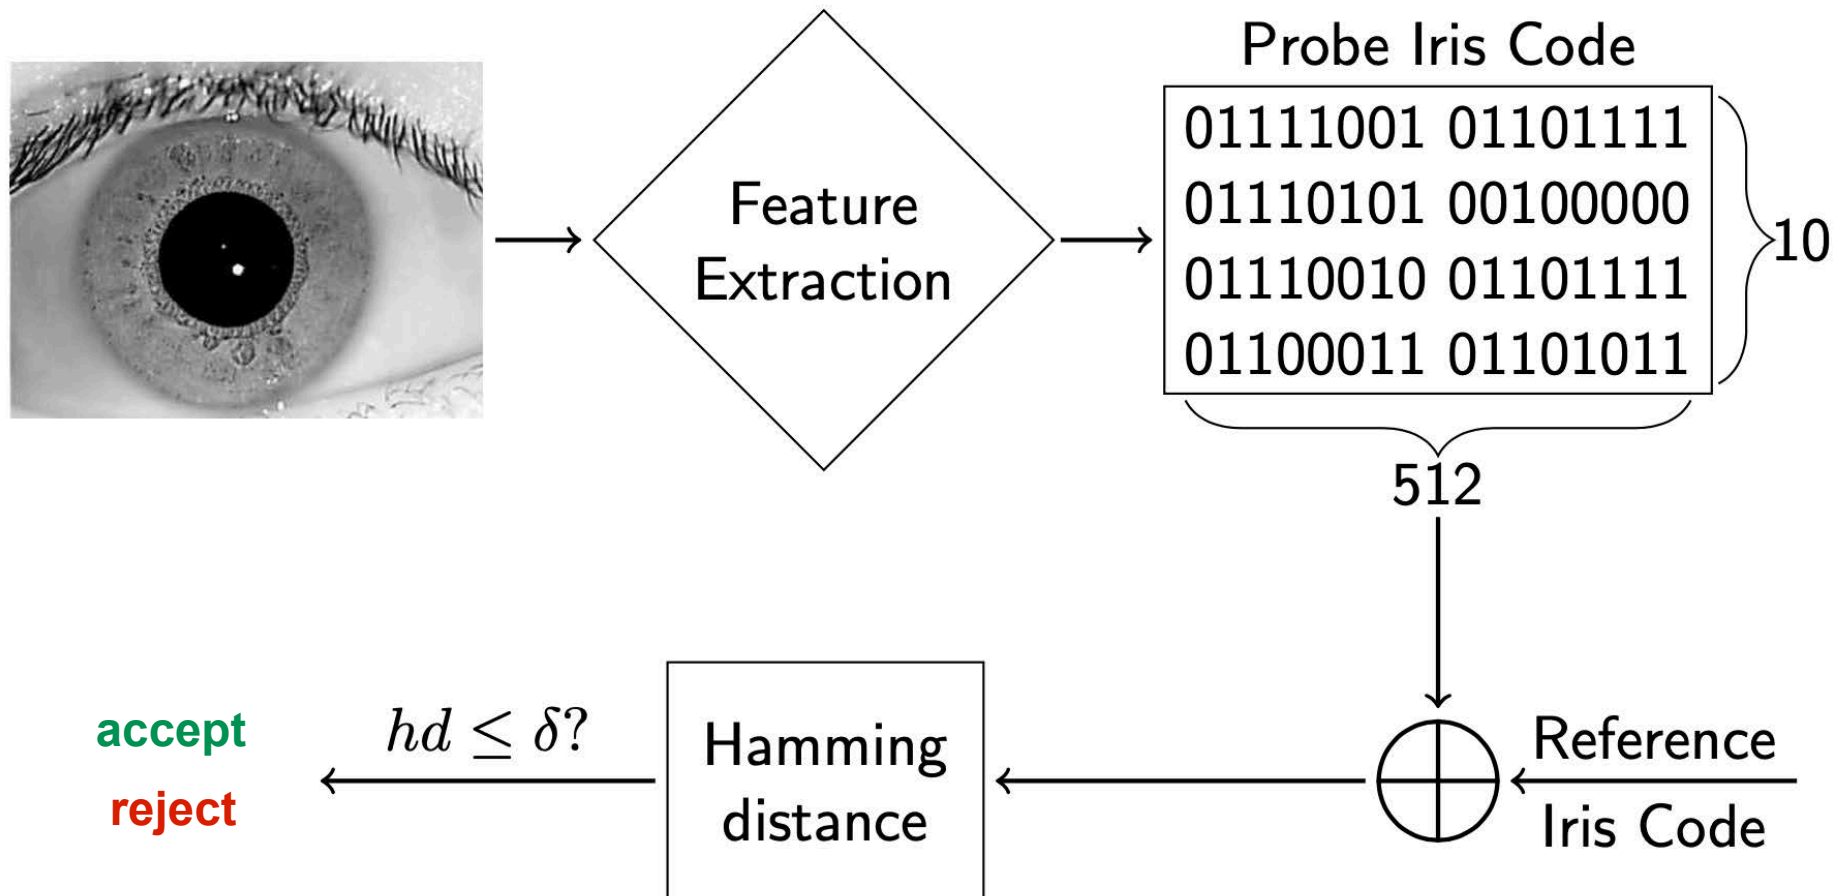 Probe Iris Code
01111001 01101111
01110101 00100000
01110010 01101111
01100011 01101011
10
512
Feature
Extraction
Reference
Iris Code
Hamming
distance
hd ≤ δ?
accept
reject